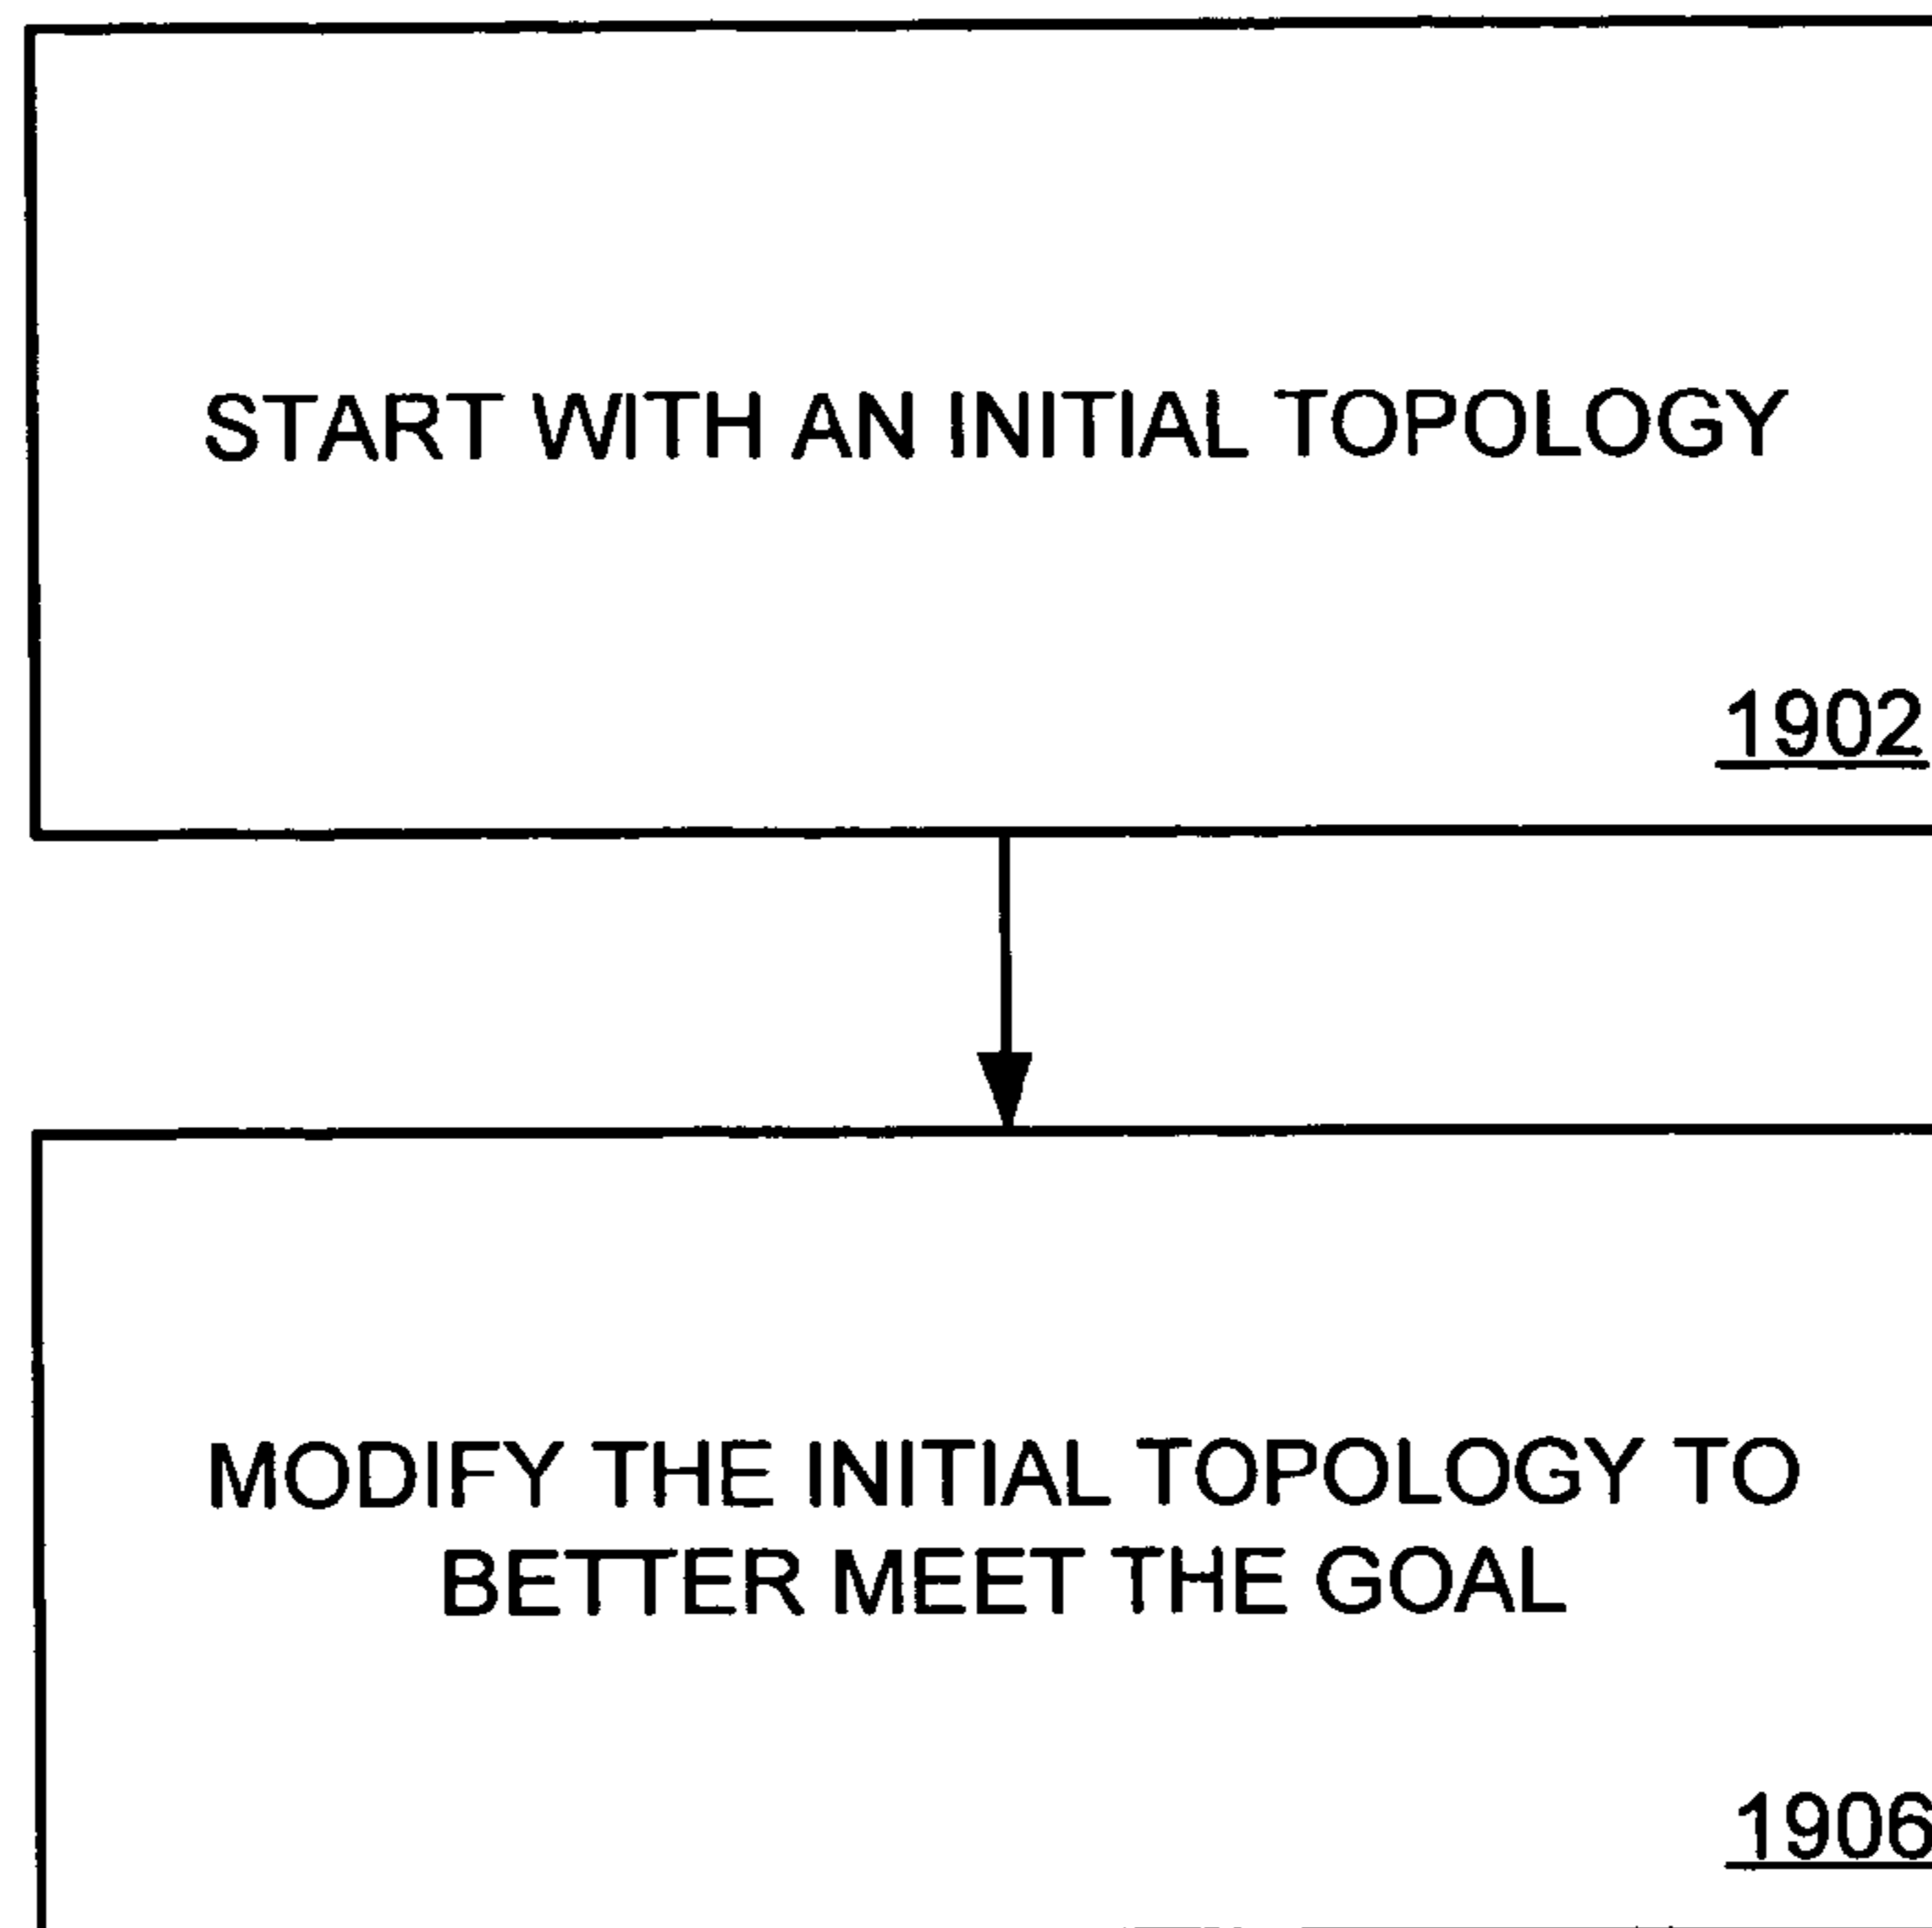 START WITH AN INITIAL TOPOLOGY
1902
MODIFY THE INITIAL TOPOLOGY TO
BETTER MEET THE GOAL
1906